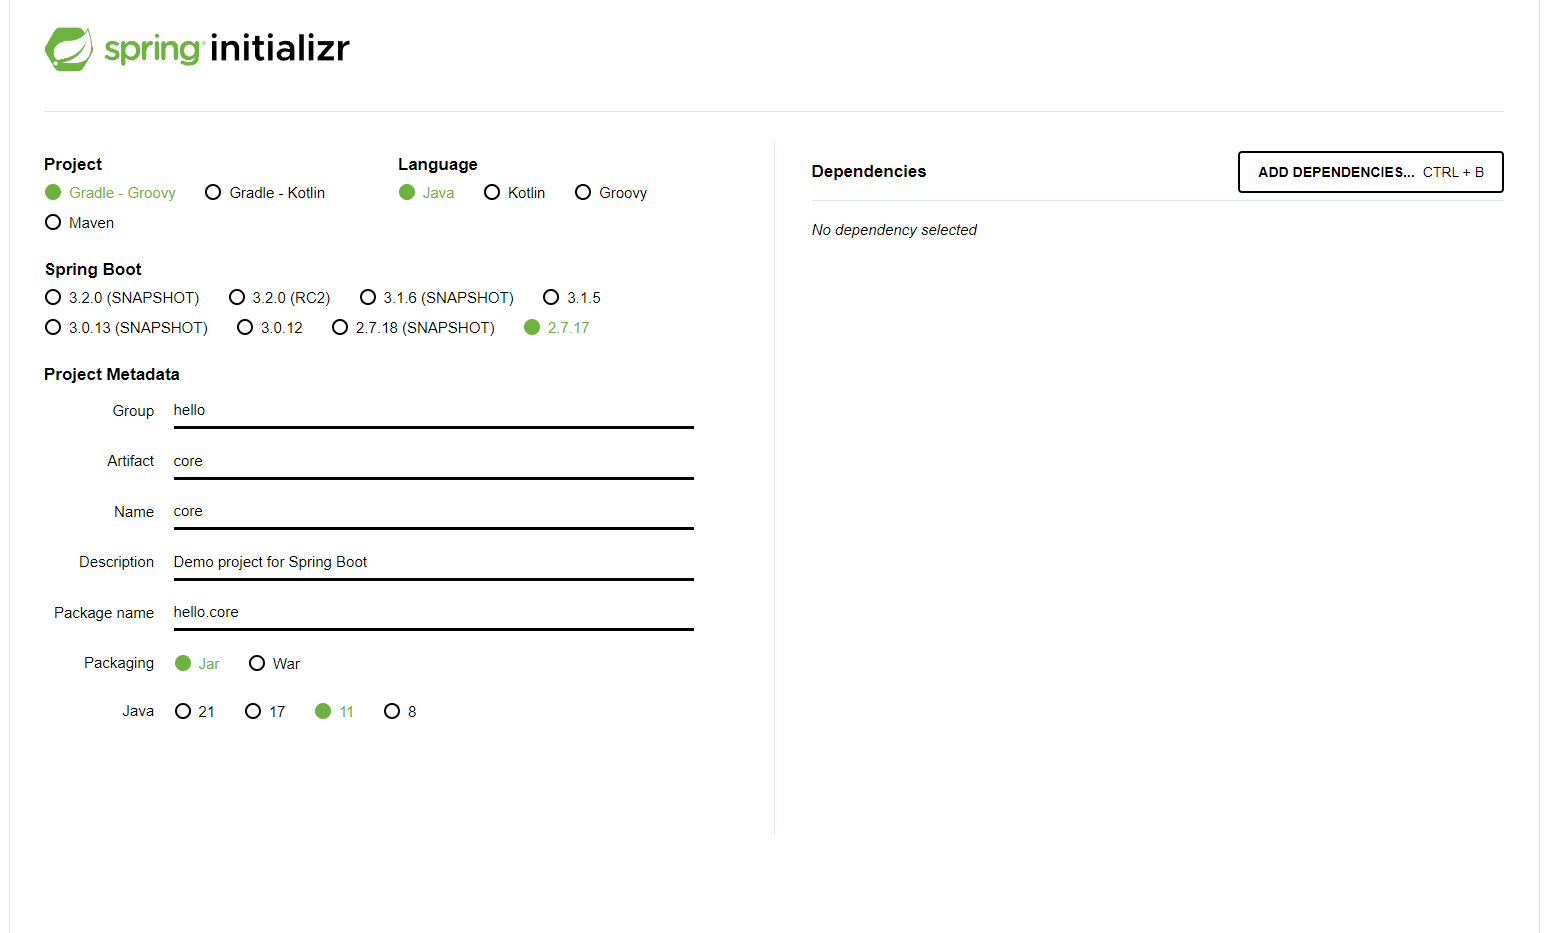 spring initializr
Project
Gradle - Groovy Gradle - Kotlin
Maven
Language
Java Kotlin Groovy
Spring Boot
3.2.0 (SNAPSHOT) 3.2.0 (RC2) 3.1.6 (SNAPSHOT) 3.1.5
3.0.13 (SNAPSHOT) 3.0.12 2.7.18 (SNAPSHOT) 2.7.17
Project Metadata
Group hello
Artifact core
Name core
Description Demo project for Spring Boot
Package name hello.core
Packaging Jar War
Java 21 17 11 8
Dependencies ADD DEPENDENCIES... CTRL + B
No dependency selected